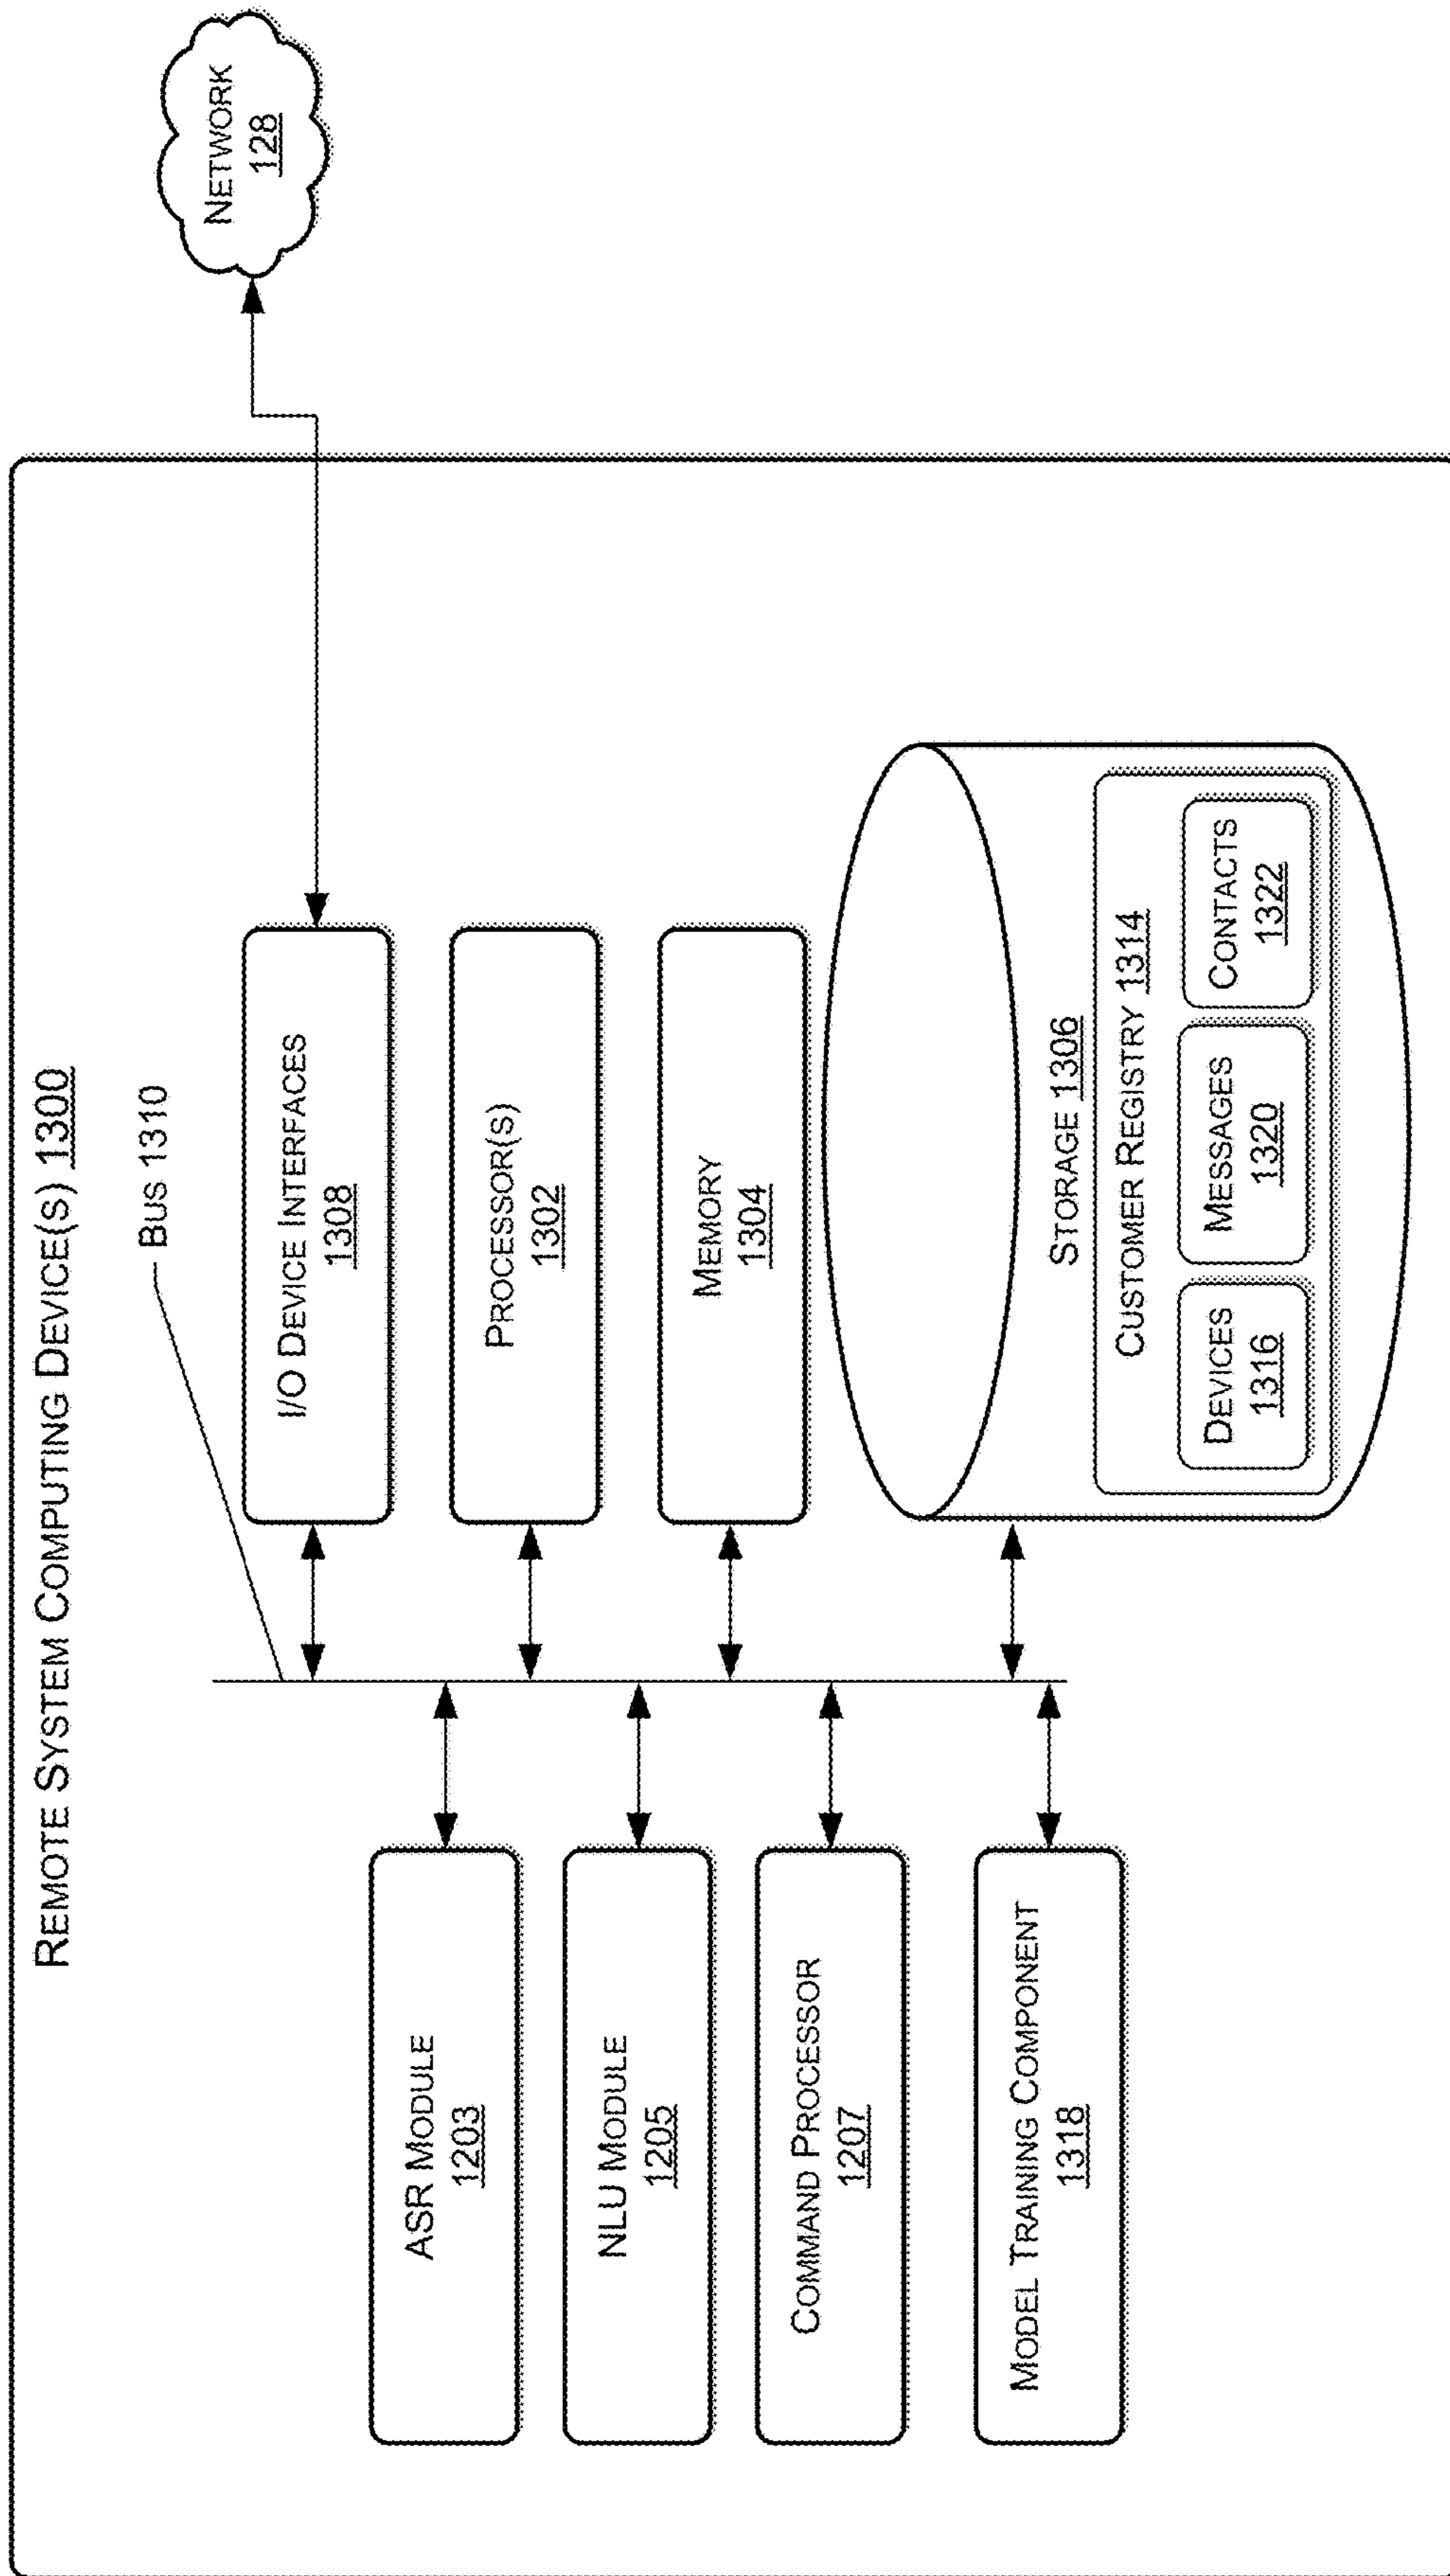 REMOTE SYSTEM COMPUTING DEVICE(S) 1300
BUS 1310
NETWORK
128
I/O DEVICE INTERFACES
1308
ASR MODULE
1203
PROCESSOR(S)
1302
NLU MODULE
1205
MEMORY
1304
COMMAND PROCESSOR
1207
MODEL TRAINING COMPONENT
1318
STORAGE 1306
CUSTOMER REGISTRY 1314
DEVICES
1316
MESSAGES
1320
CONTACTS
1322